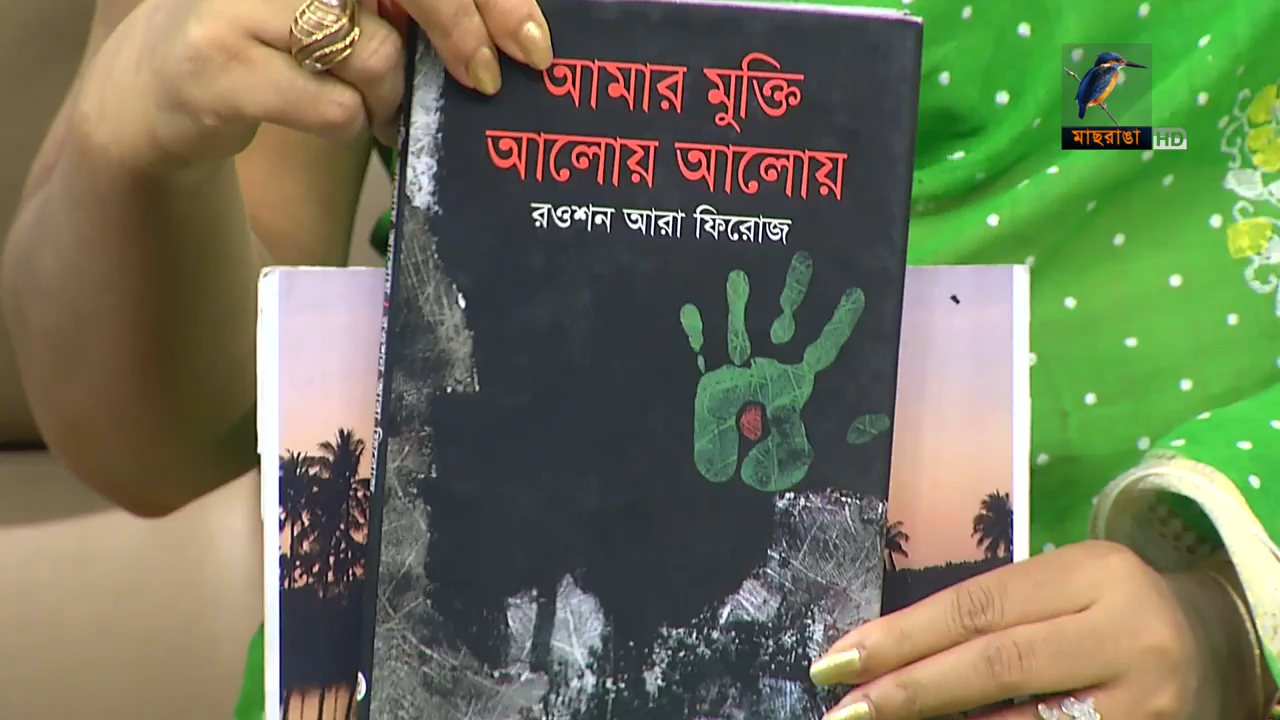 আমার মুক্তি
আলোয় আলোয়
রওশন আরা ফিরোজ
মাছরাঙা HD